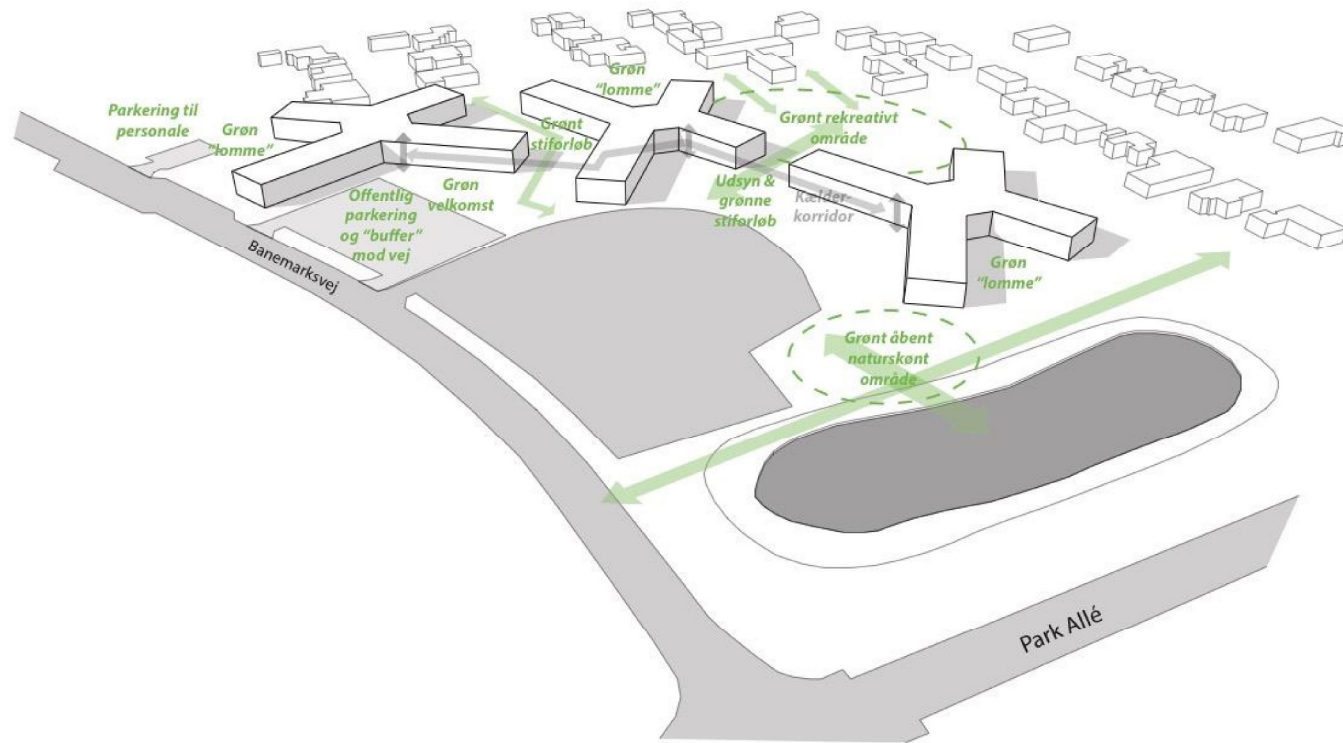 Grøn
"lomme"
Parkering til
personale
Grøn
"lomme"
Grønt
stiforløb
Grønt rekreativt
område
Offentlig
parkering
og "buffer"
mod vej
Grøn
velkomst
Udsyn &
grønne
stiforløb
Kælder-
korridor
Banemarksvej
Grøn
"lomme"
Grønt åbent
naturskønt
område
Park Allé